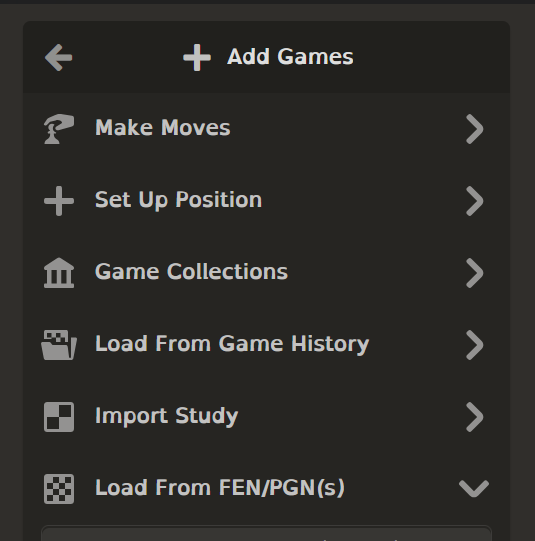 Add Games
Make Moves
Set Up Position
Game Collections
Load From Game History
Import Study
Load From FEN/PGN(s)